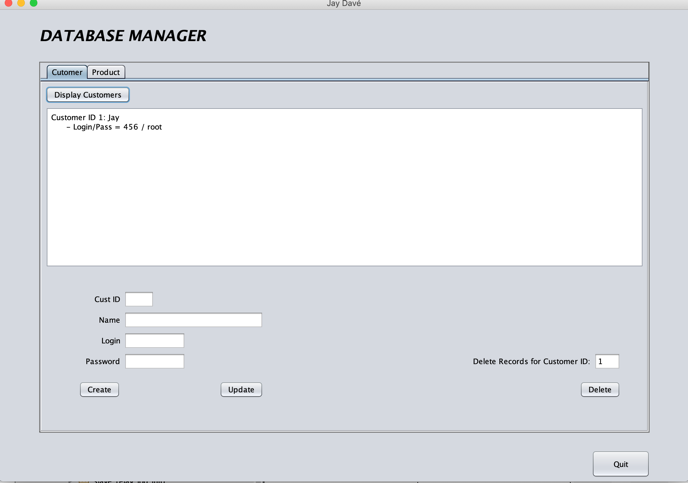 Jay Davé
DATABASE MANAGER
Cutomer Product
Display Customers
Customer ID 1: Jay
- Login/Pass = 456 / root
Cust ID
Name
Login
Password
Delete Records for Customer ID: 1
Create Update Delete
Quit